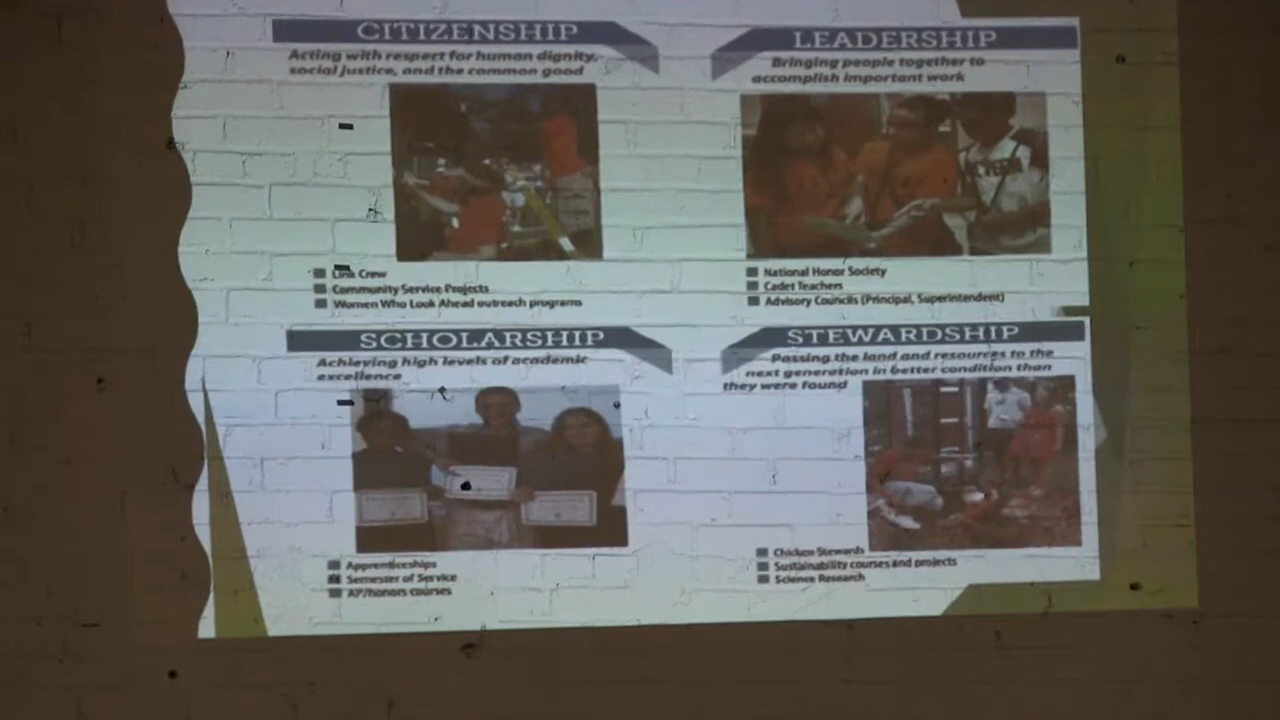 CITIZENSHIP
Acting with respect for human dignity,
social justice, and the common good
Link Crew
Community Service Projects
Women Who Look Ahead outreach programs
LEADERSHIP
Bringing people together to
accomplish important work
National Honor Society
Cadet Teachers
Advisory Councils (Principal, Superintendent)
SCHOLARSHIP
Achieving high levels of academic
excellence
Apprenticeships
Semester of Service
AP/honors courses
STEWARDSHIP
Passing the land and resources to the
next generation in better condition than
they were found
Chicken Stewards
Sustainability courses and projects
Science Research